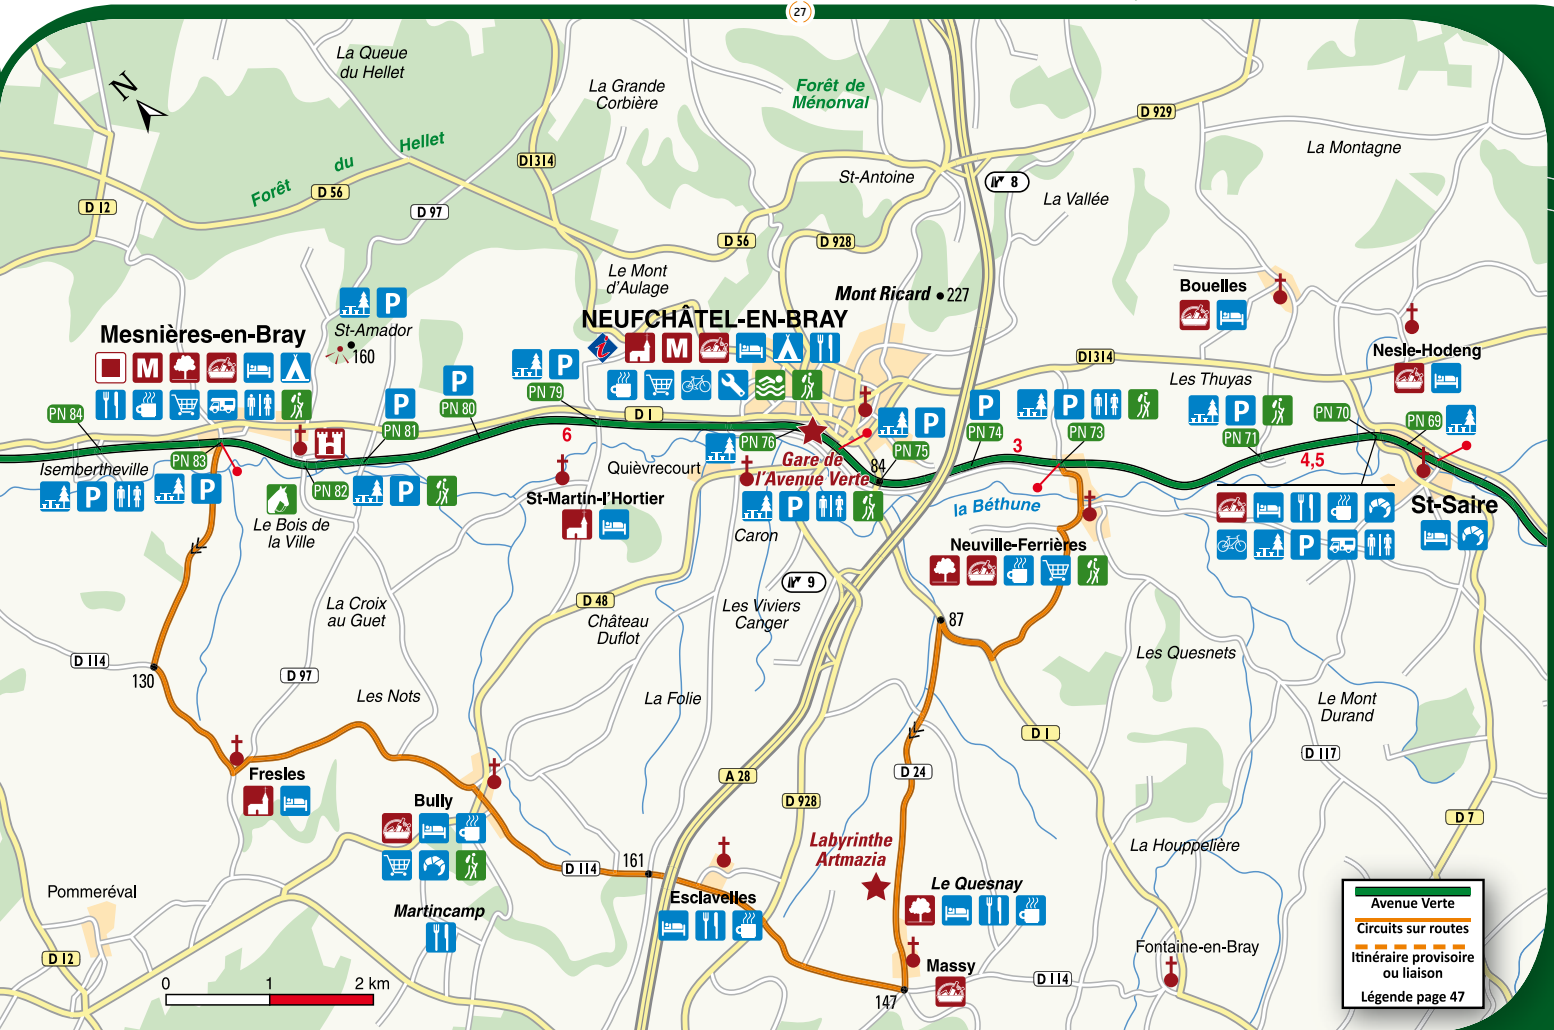 27
La Queue
du Hellet
La Grande
Corbière
Forêt de
Ménonval
N
D 929
La Montagne
Forêt du Hellet
D1314
D 56
D 12
D 97
St-Antoine
8
La Vallée
D 56
D 928
Le Mont
d'Aulage
Mont Ricard
227
Bouelles
P
St-Amador
160
Mesnières-en-Bray
M
NEUFCHÂTEL-EN-BRAY
i
M
D1314
Nesle-Hodeng
Les Thuyas
P
PN 79
P
PN 80
P
PN 81
PN 84
D 1
6
PN 83
PN 82
Isembertheville
P
P
P
Le Bois de
la Ville
St-Martin-l'Hortier
Quièvrecourt
PN 76
Gare de
l'Avenue Verte
84
P
PN 75
P
PN 74
P
PN 73
3
P
PN 71
PN 70
PN 69
4,5
P
Caron
la Béthune
St-Saire
P
Neuville-Ferrières
9
La Croix
au Guet
D 48
Château
Duflot
Les Viviers
Canger
87
D 114
130
D 97
Les Nots
La Folie
Les Quesnets
Le Mont
Durand
D 1
D 117
Fresles
Bully
A 28
D 928
D 24
D 7
Labyrinthe
Artmazia
La Houppelière
161
D 114
Esclavelles
Le Quesnay
Pommeréval
Martincamp
D 12
Fontaine-en-Bray
Massy
147
D 114
0 1 2 km
Avenue Verte
Circuits sur routes
Itinéraire provisoire
ou liaison
Légende page 47